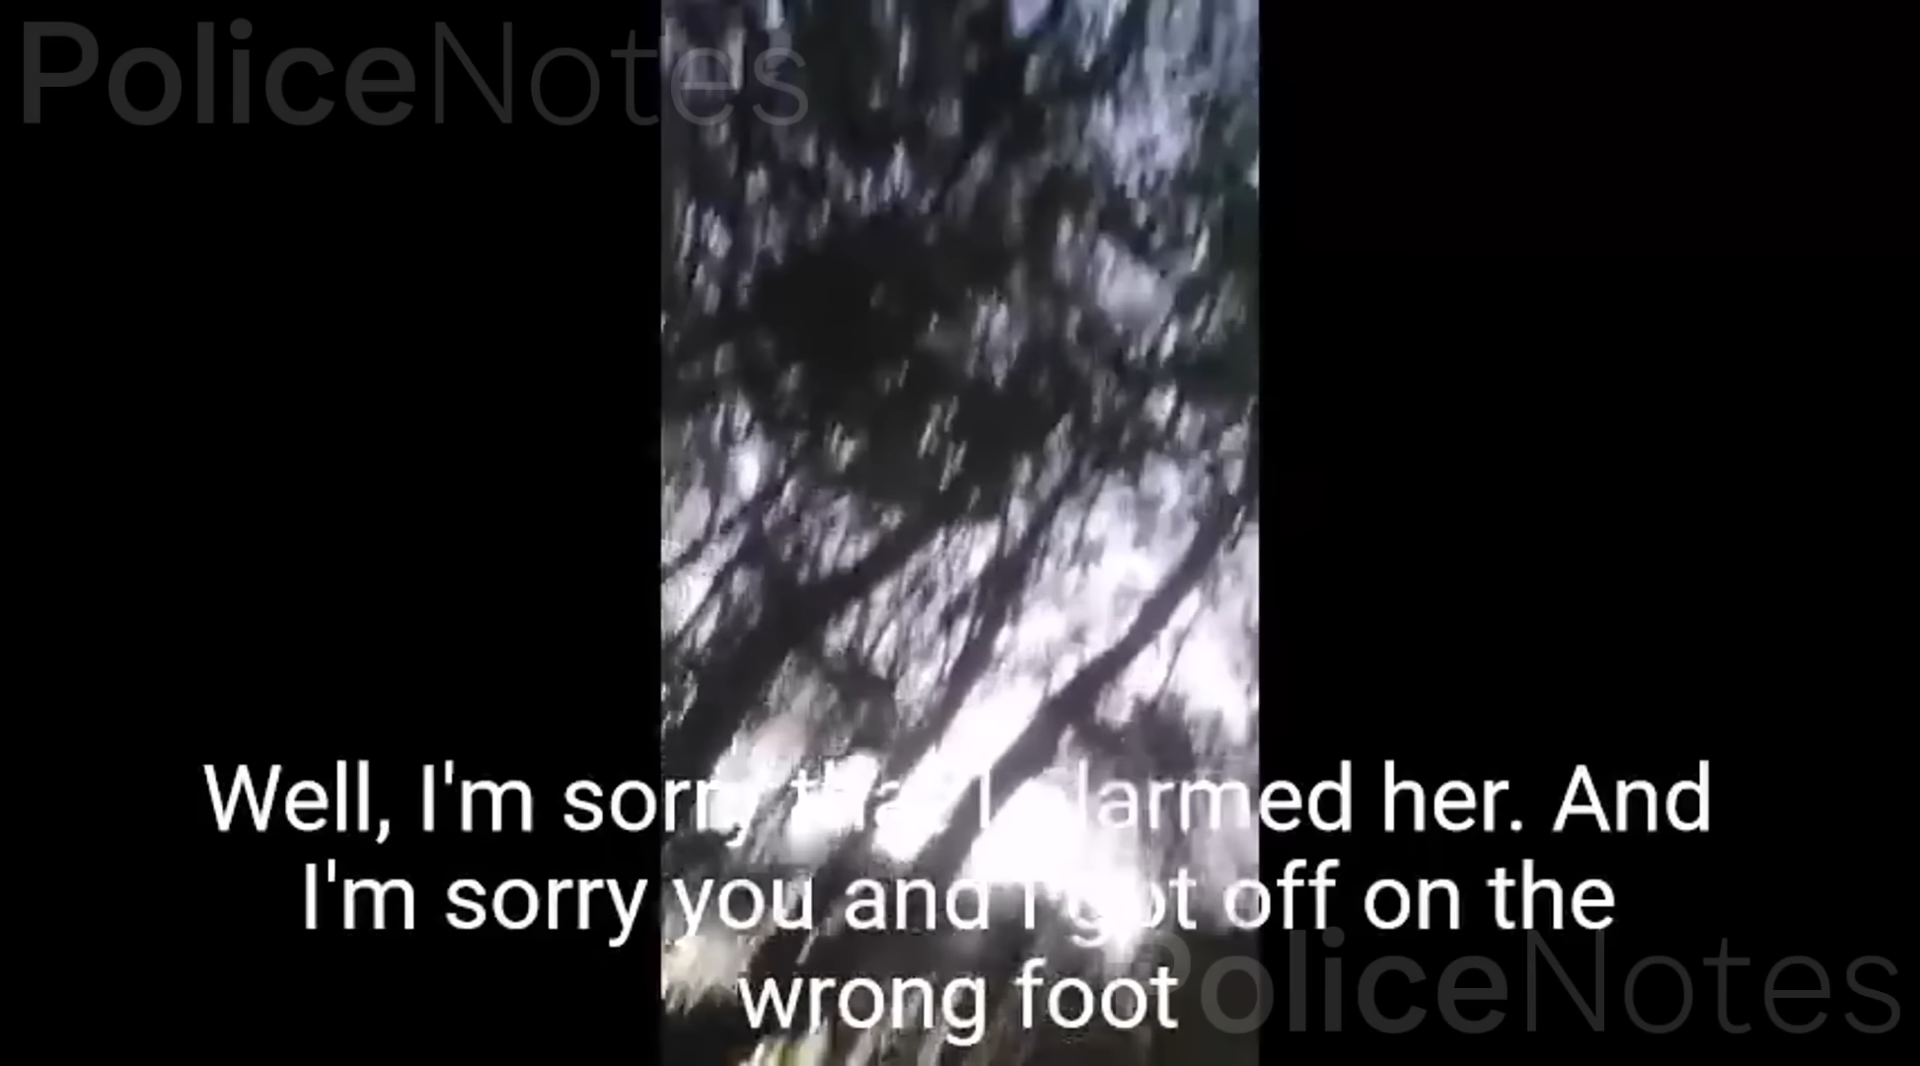 PoliceNotes
Well, I'm sorry that I alarmed her. And
I'm sorry you and I got off on the
wrong foot
PoliceNotes